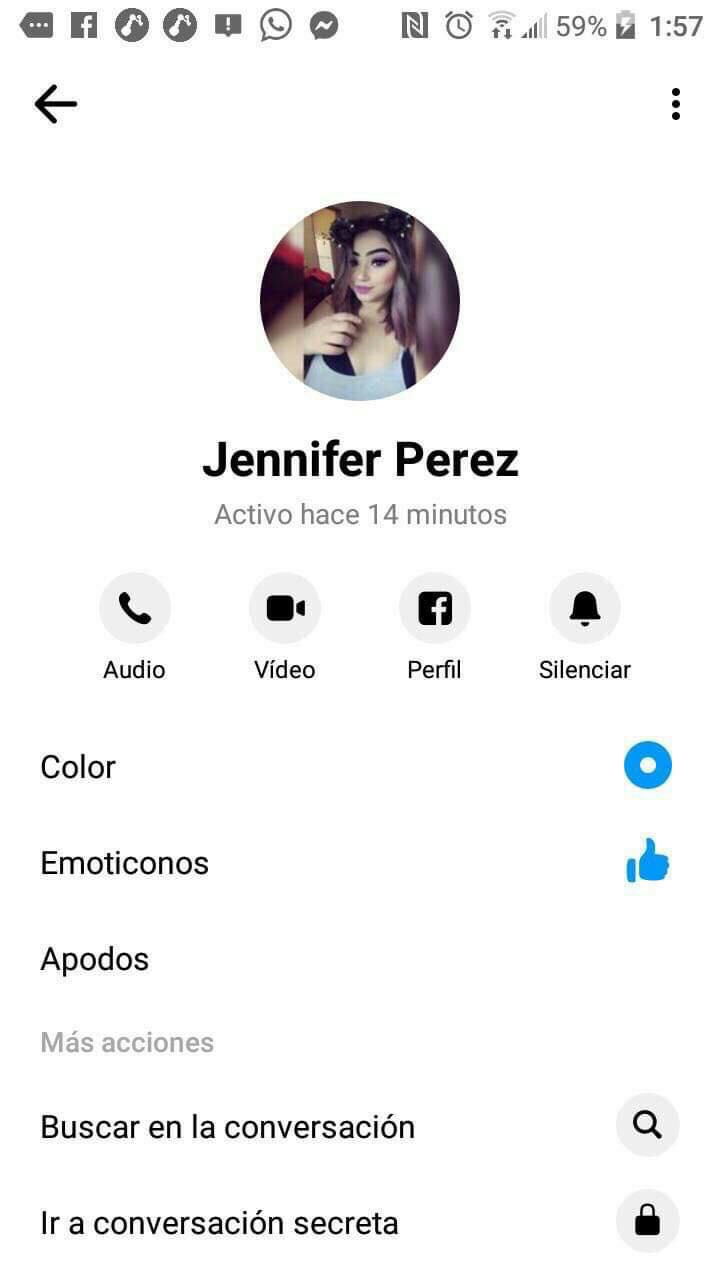 59% 1:57
Jennifer Perez
Activo hace 14 minutos
Audio Vídeo Perfil Silenciar
Color
Emoticonos
Apodos
Más acciones
Buscar en la conversación
Ir a conversación secreta